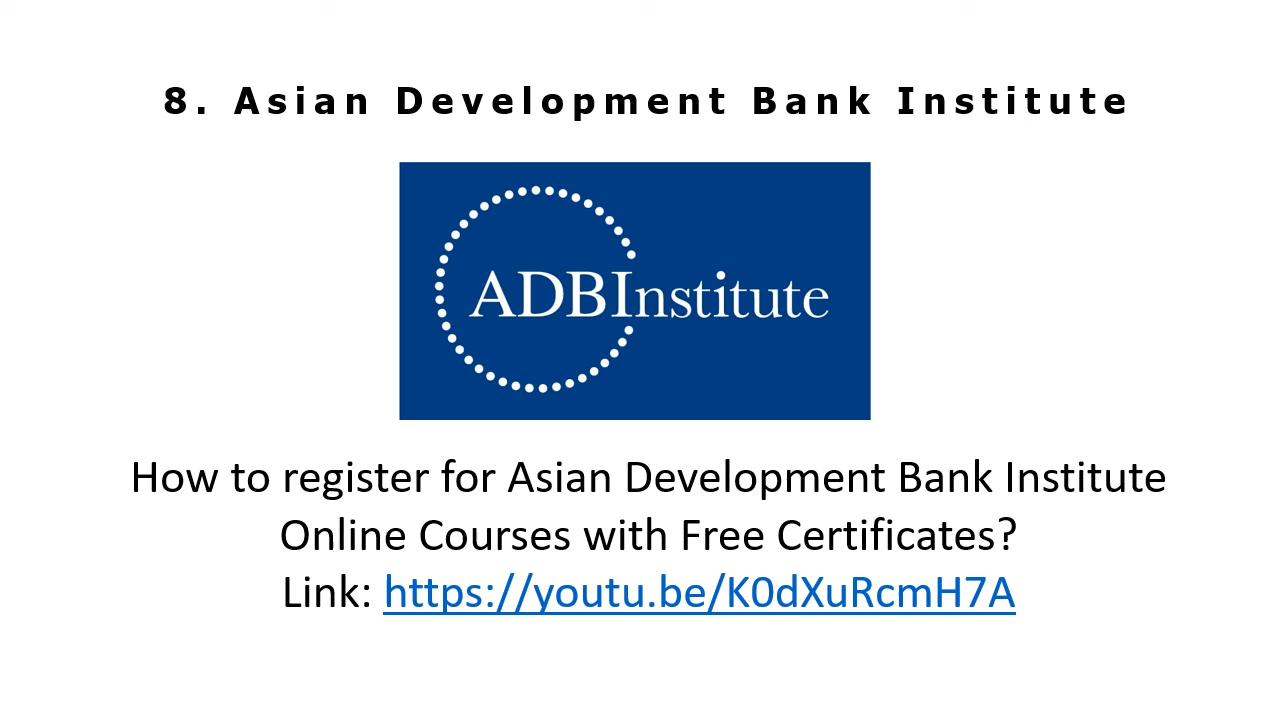 8. Asian Development Bank Institute
ADBInstitute
How to register for Asian Development Bank Institute
Online Courses with Free Certificates?
Link: https://youtu.be/K0dXuRcmH7A